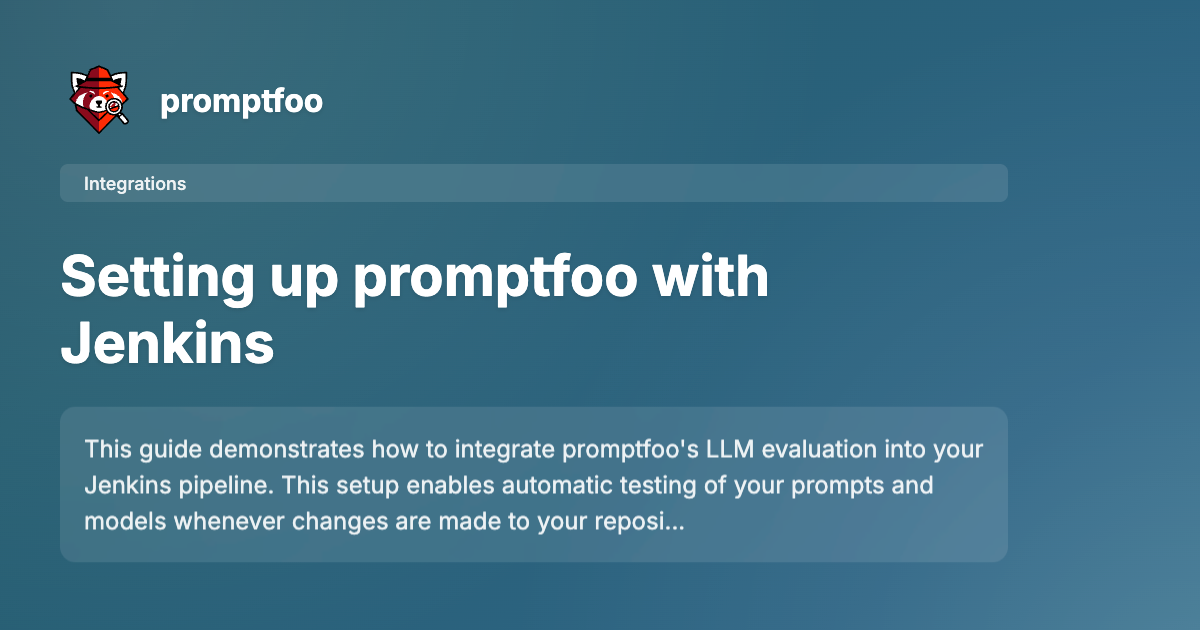 promptfoo
Integrations
Setting up promptfoo with
Jenkins
This guide demonstrates how to integrate promptfoo's LLM evaluation into your
Jenkins pipeline. This setup enables automatic testing of your prompts and
models whenever changes are made to your reposi...